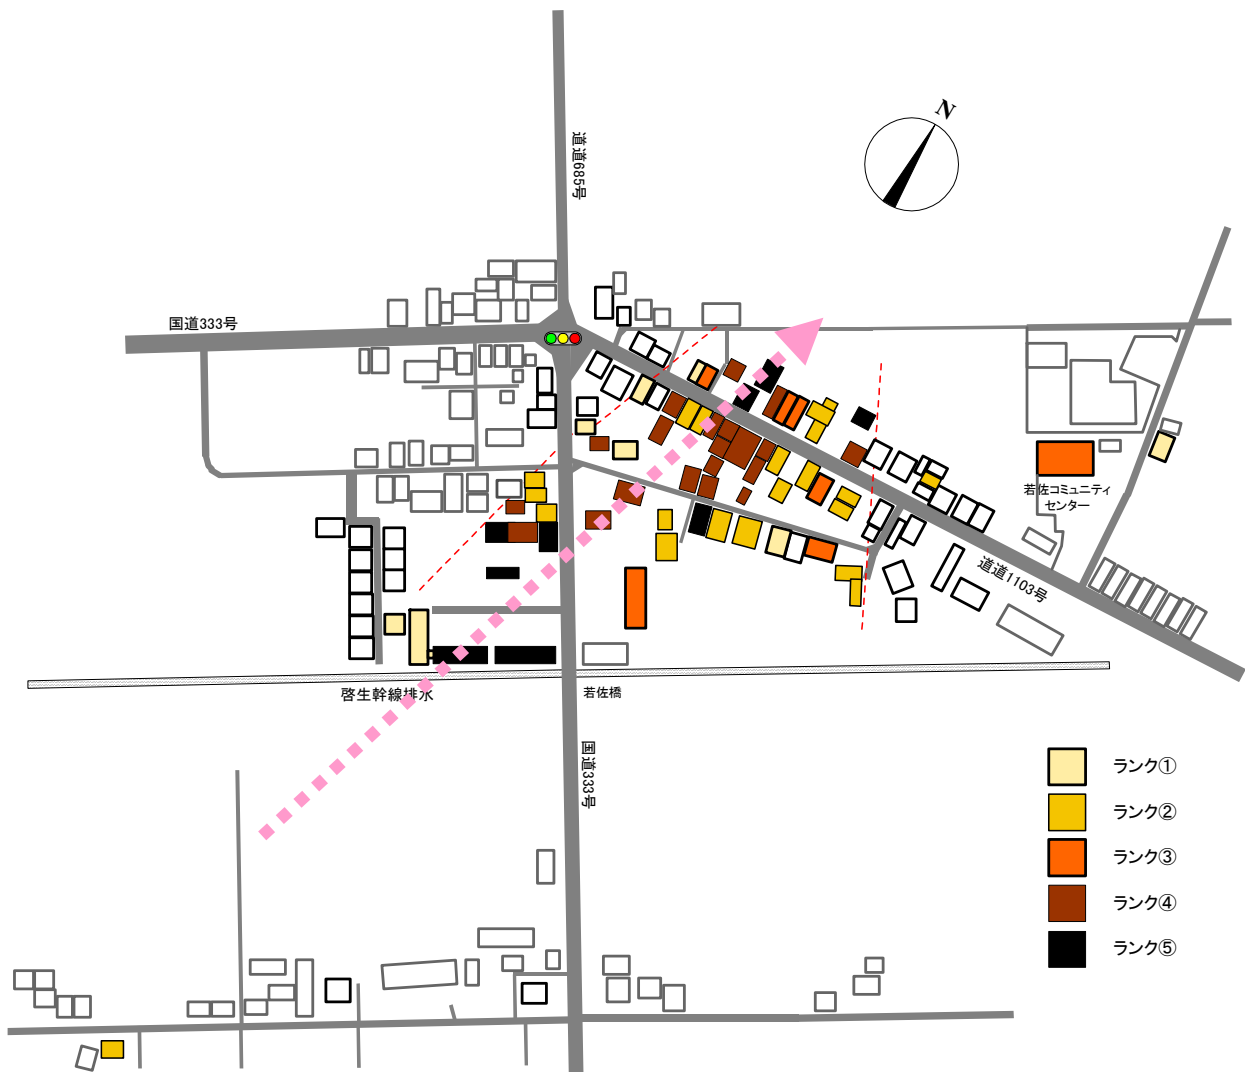 N
道道685号
国道333号
若佐コミュニティ
センター
道道1103号
啓生幹線排水
若佐橋
国道333号
ランク①
ランク②
ランク③
ランク④
ランク⑤